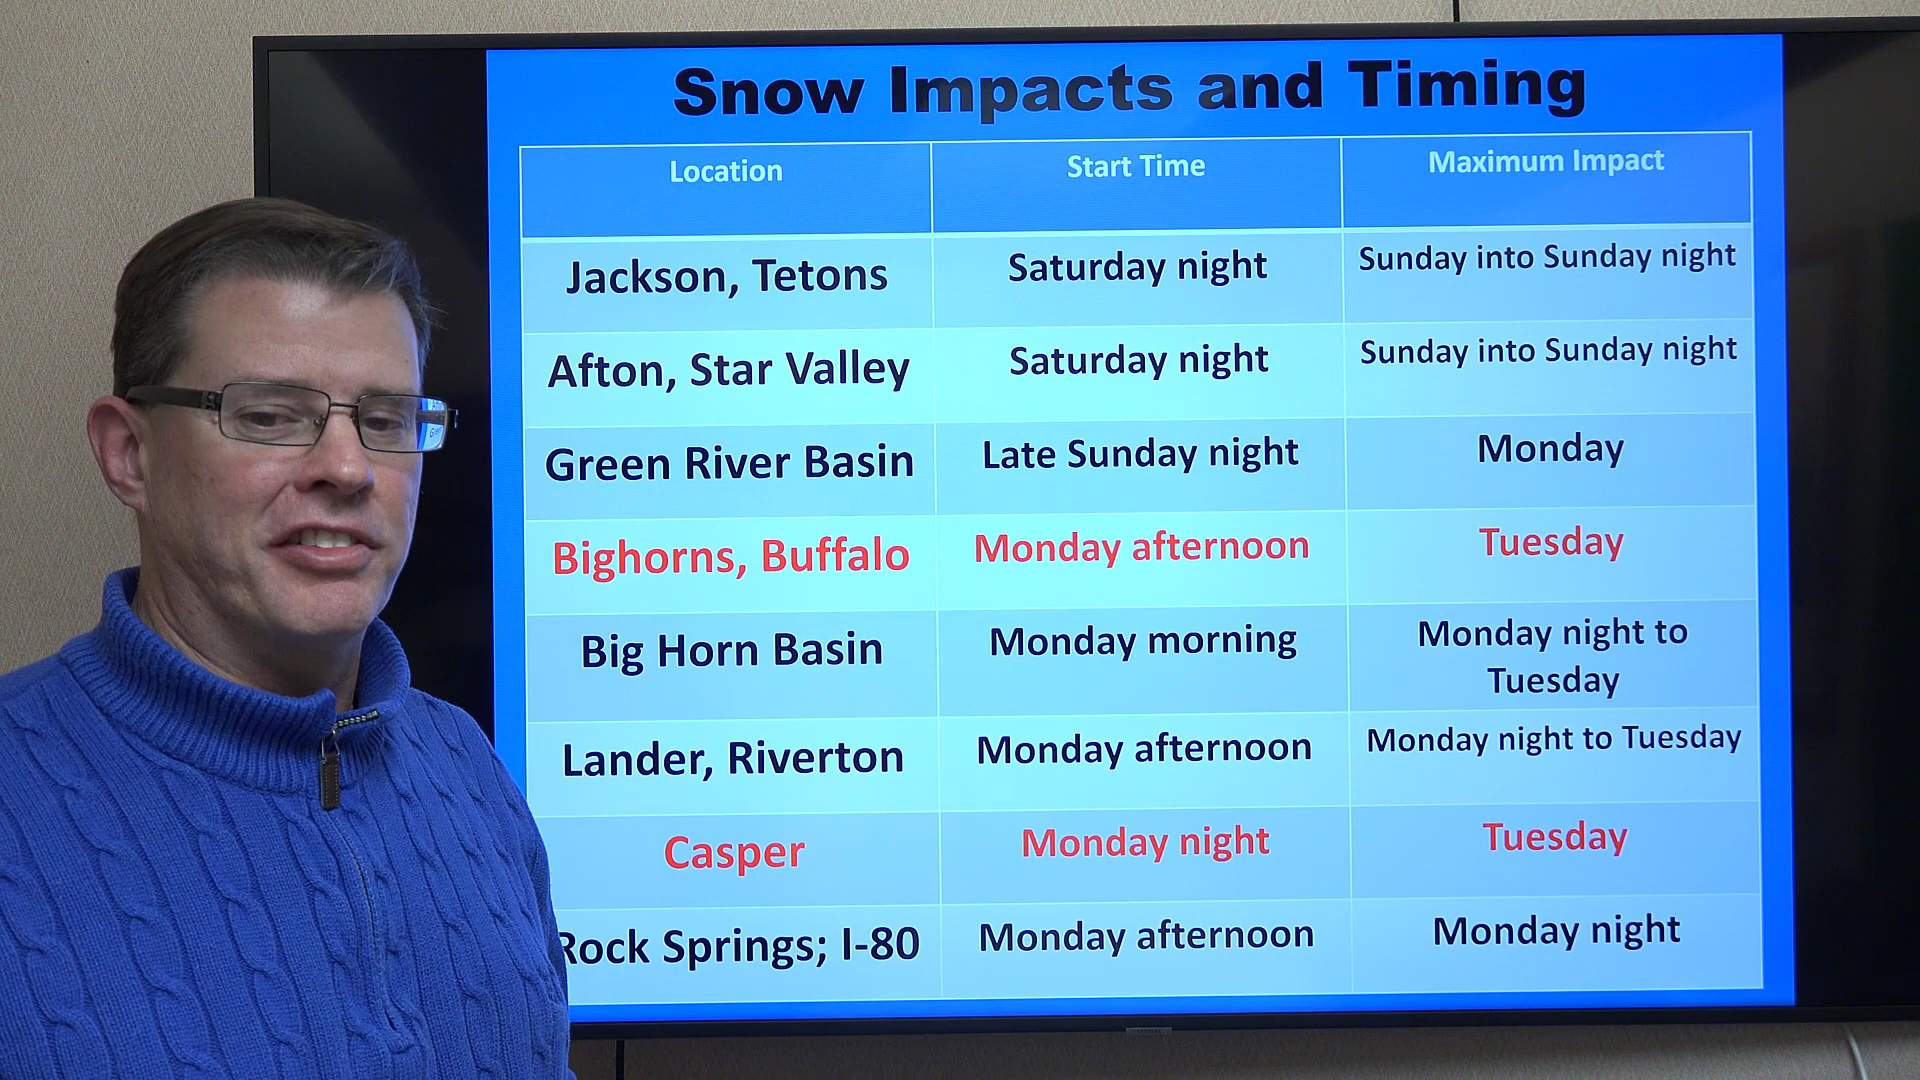 Snow Impacts and Timing
Location Start Time Maximum Impact
Jackson, Tetons Saturday night Sunday into Sunday night
Afton, Star Valley Saturday night Sunday into Sunday night
Green River Basin Late Sunday night Monday
Bighorns, Buffalo Monday afternoon Tuesday
Big Horn Basin Monday morning Monday night to
Tuesday
Lander, Riverton Monday afternoon Monday night to Tuesday
Casper Monday night Tuesday
Rock Springs; I-80 Monday afternoon Monday night